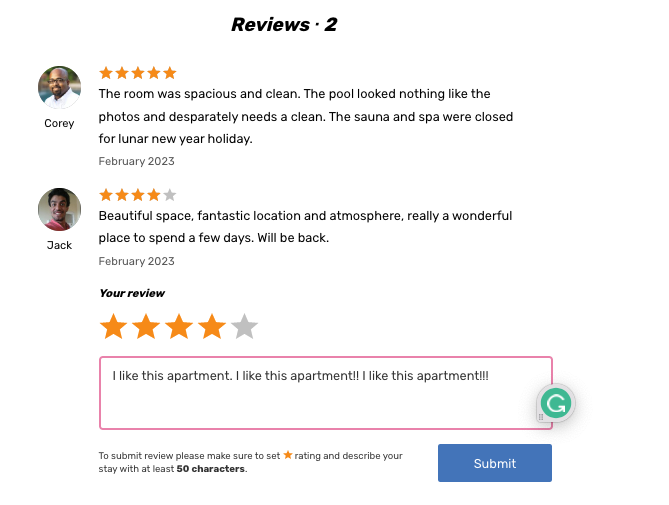 Reviews · 2
The room was spacious and clean. The pool looked nothing like the
photos and desparately needs a clean. The sauna and spa were closed
for lunar new year holiday.
Corey
February 2023
Beautiful space, fantastic location and atmosphere, really a wonderful
place to spend a few days. Will be back.
Jack
February 2023
Your review
I like this apartment. I like this apartment!! I like this apartment!!!
To submit review please make sure to set ★ rating and describe your
stay with at least 50 characters.
Submit